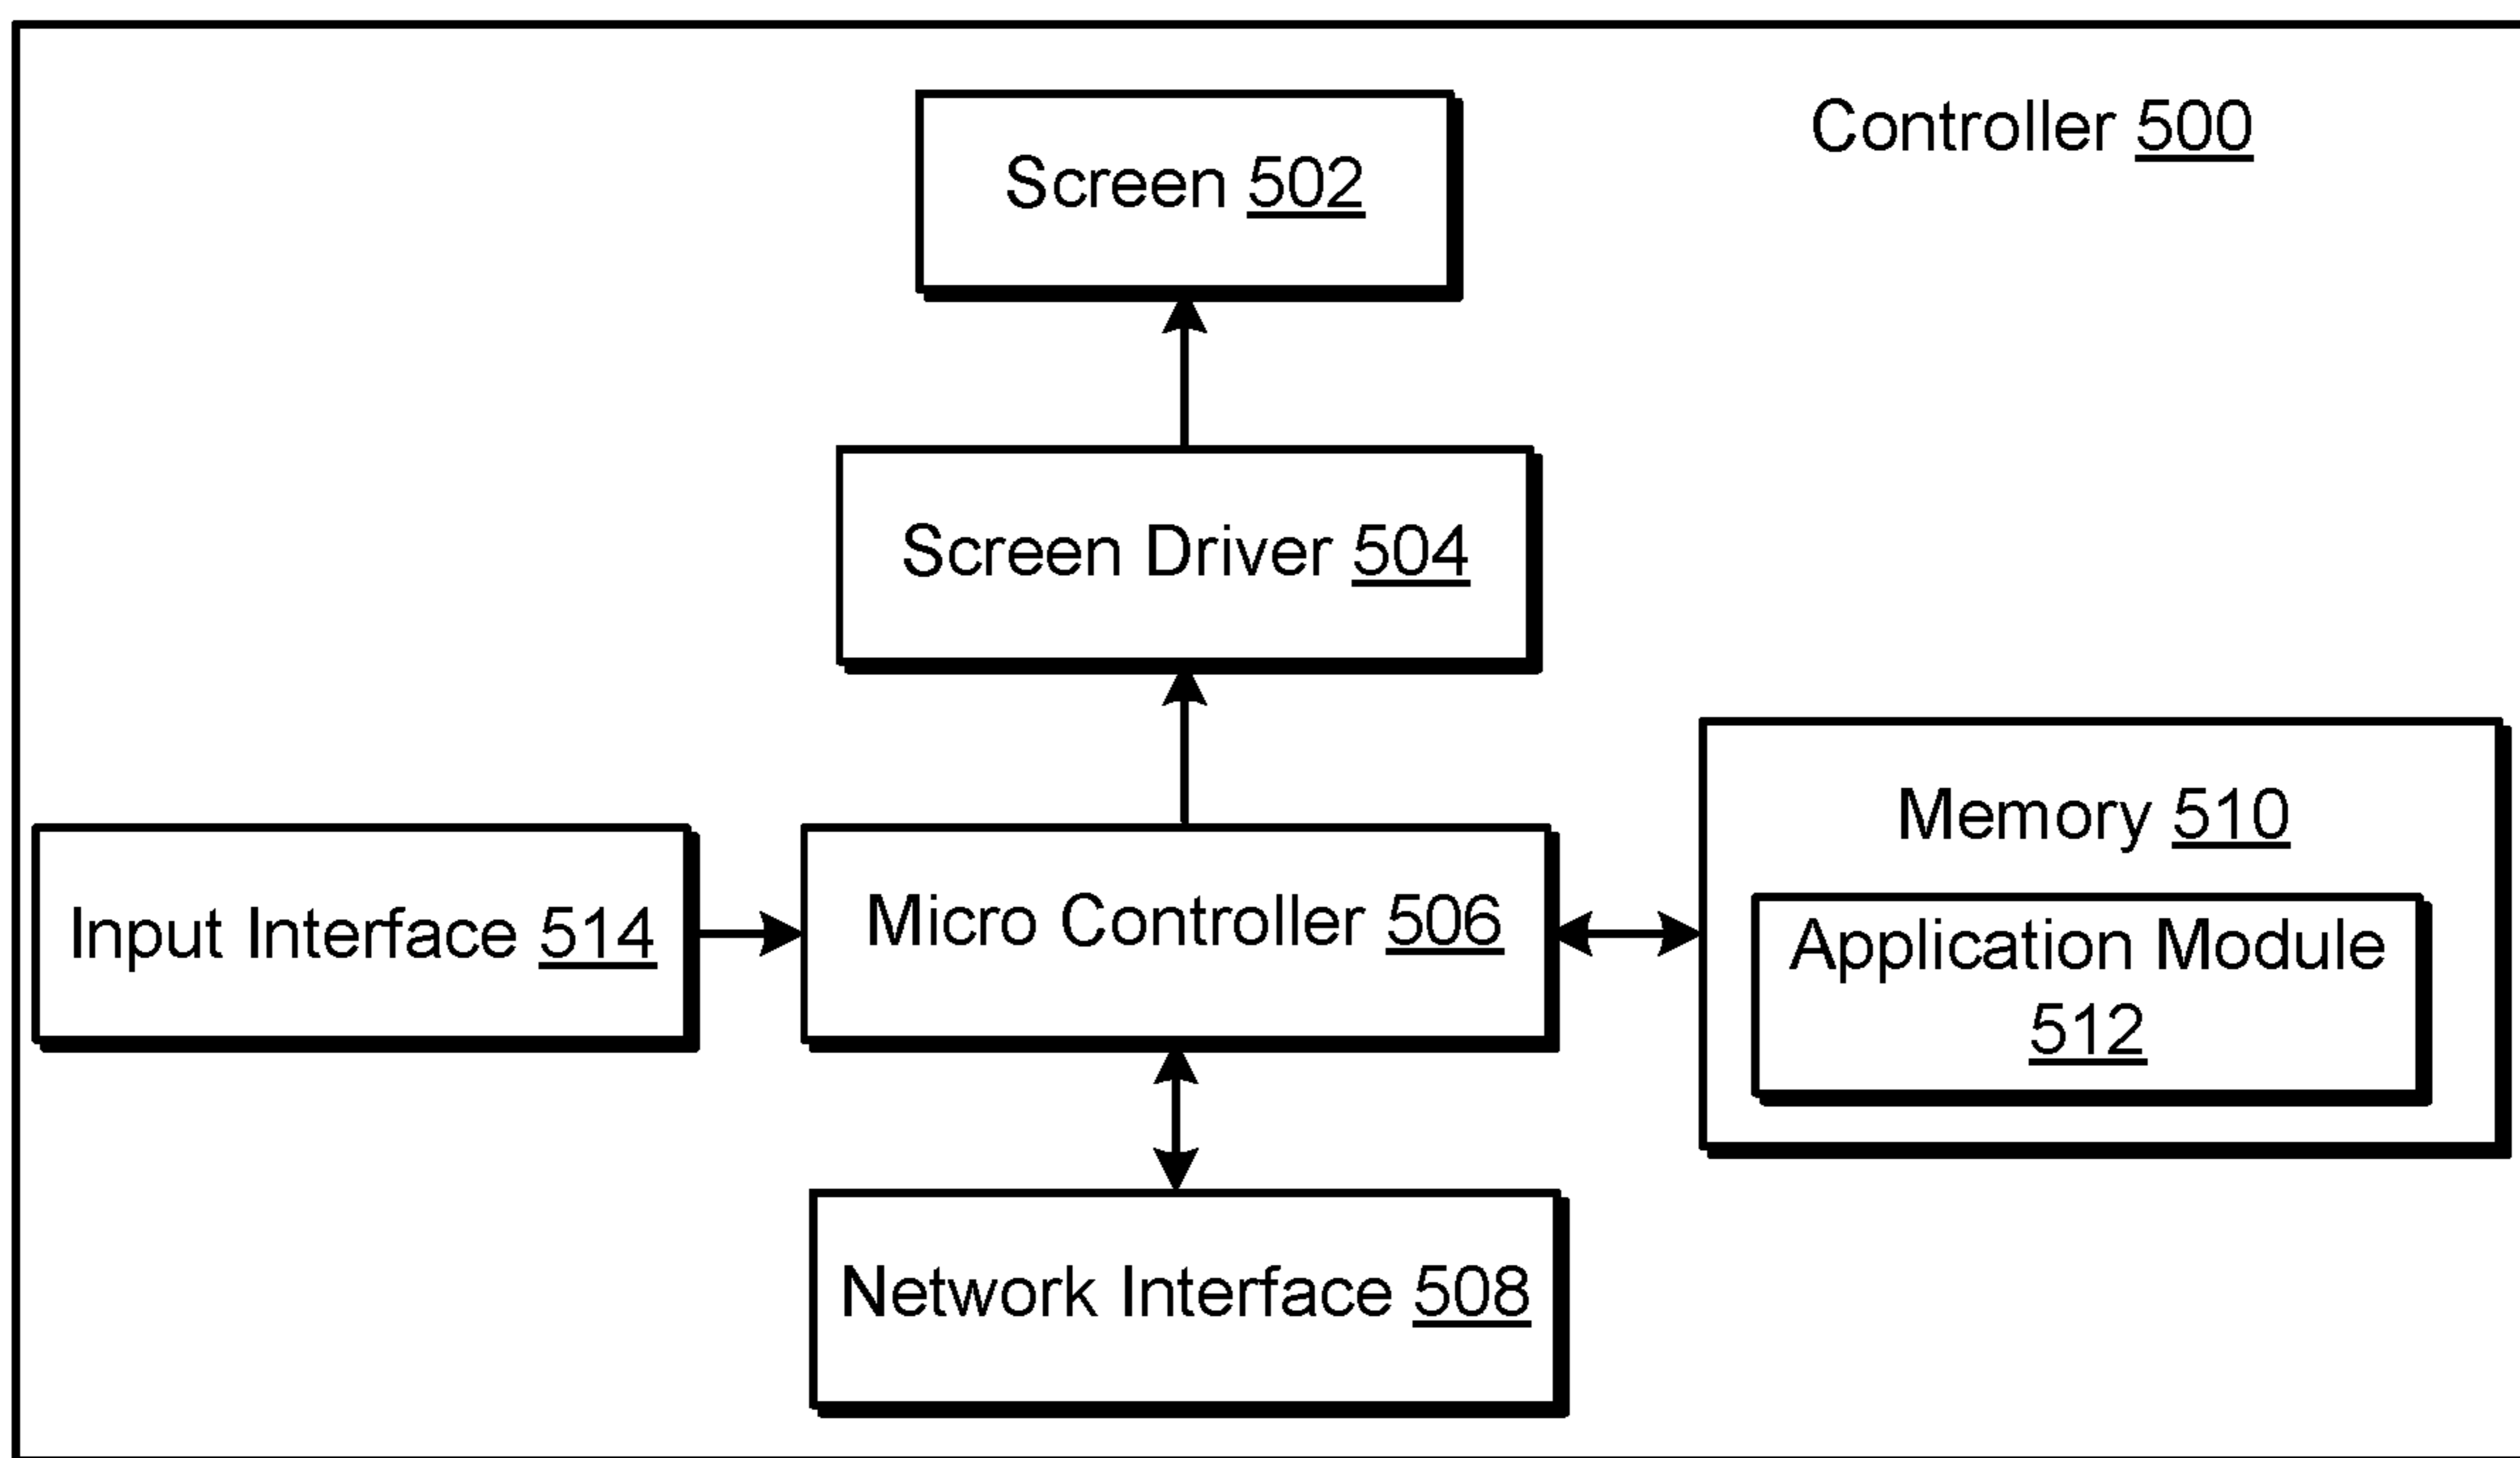 Controller 500
Screen 502
Screen Driver 504
Memory 510
Input Interface 514
Micro Controller 506
Application Module
512
Network Interface 508